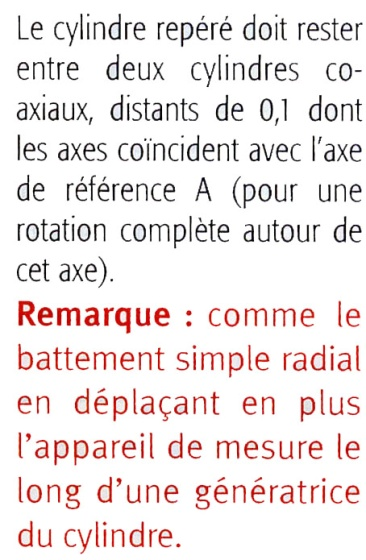 Le cylindre repéré doit rester
entre deux cylindres co-
axiaux, distants de 0,1 dont
les axes coïncident avec l'axe
de référence A (pour une
rotation complète autour de
cet axe).
Remarque : comme le
battement simple radial
en déplaçant en plus
l'appareil de mesure le
long d'une génératrice
du cylindre.